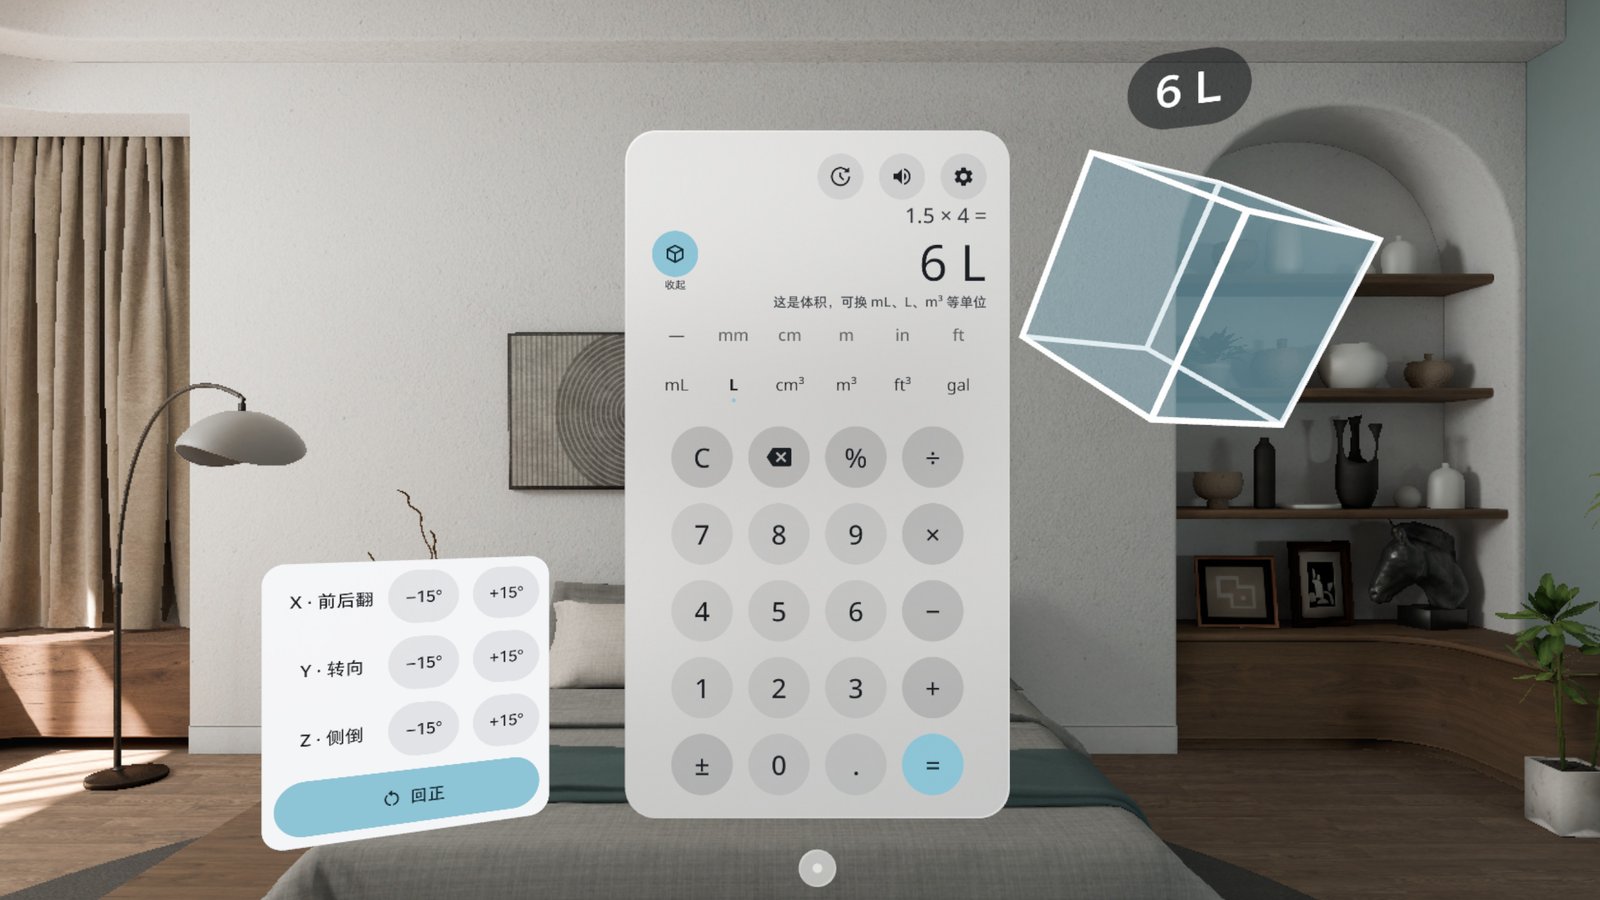 6 L
1.5 × 4 =
6 L
收起
这是体积，可换 mL、L、m³ 等单位
— mm cm m in ft
mL L cm³ m³ ft³ gal
C % ÷
7 8 9 ×
4 5 6 −
1 2 3 +
± 0 . =
X · 前后翻 −15° +15°
Y · 转向 −15° +15°
Z · 侧倒 −15° +15°
回正